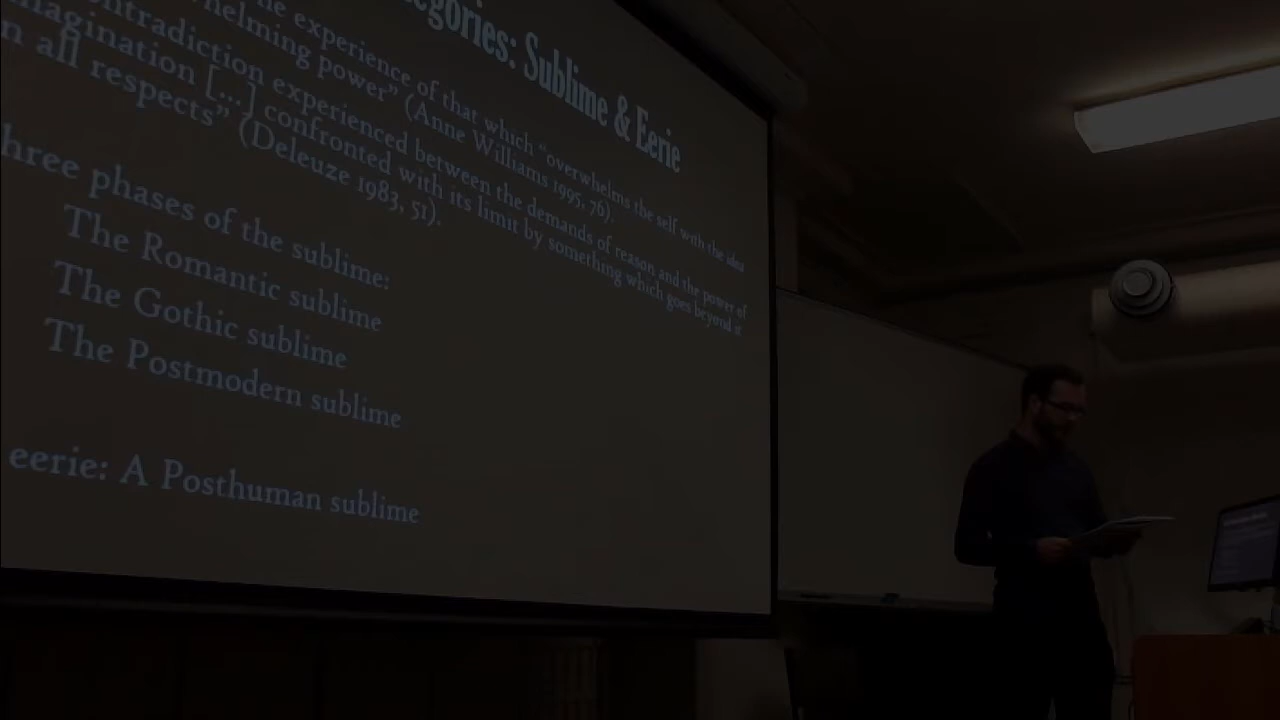 egories: Sublime & Eerie
he experience of that which “overwhelms the self with the idea
helming power” (Anne Williams 1995, 76).
ntradiction experienced between the demands of reason and the power of
magination [...] confronted with its limit by something which goes beyond it
n all respects” (Deleuze 1983, 51).
hree phases of the sublime:
The Romantic sublime
The Gothic sublime
The Postmodern sublime
eerie: A Posthuman sublime